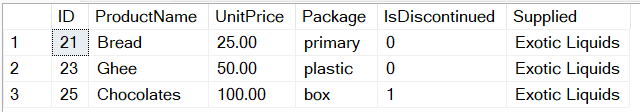 ID ProductName UnitPrice Package IsDiscontinued Supplied
1 21 Bread 25.00 primary 0 Exotic Liquids
2 23 Ghee 50.00 plastic 0 Exotic Liquids
3 25 Chocolates 100.00 box 1 Exotic Liquids